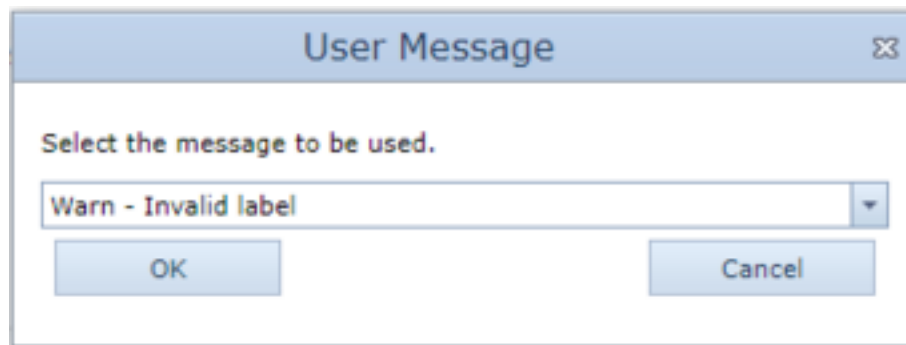 User Message
Select the message to be used.
Warn - Invalid label
OK Cancel